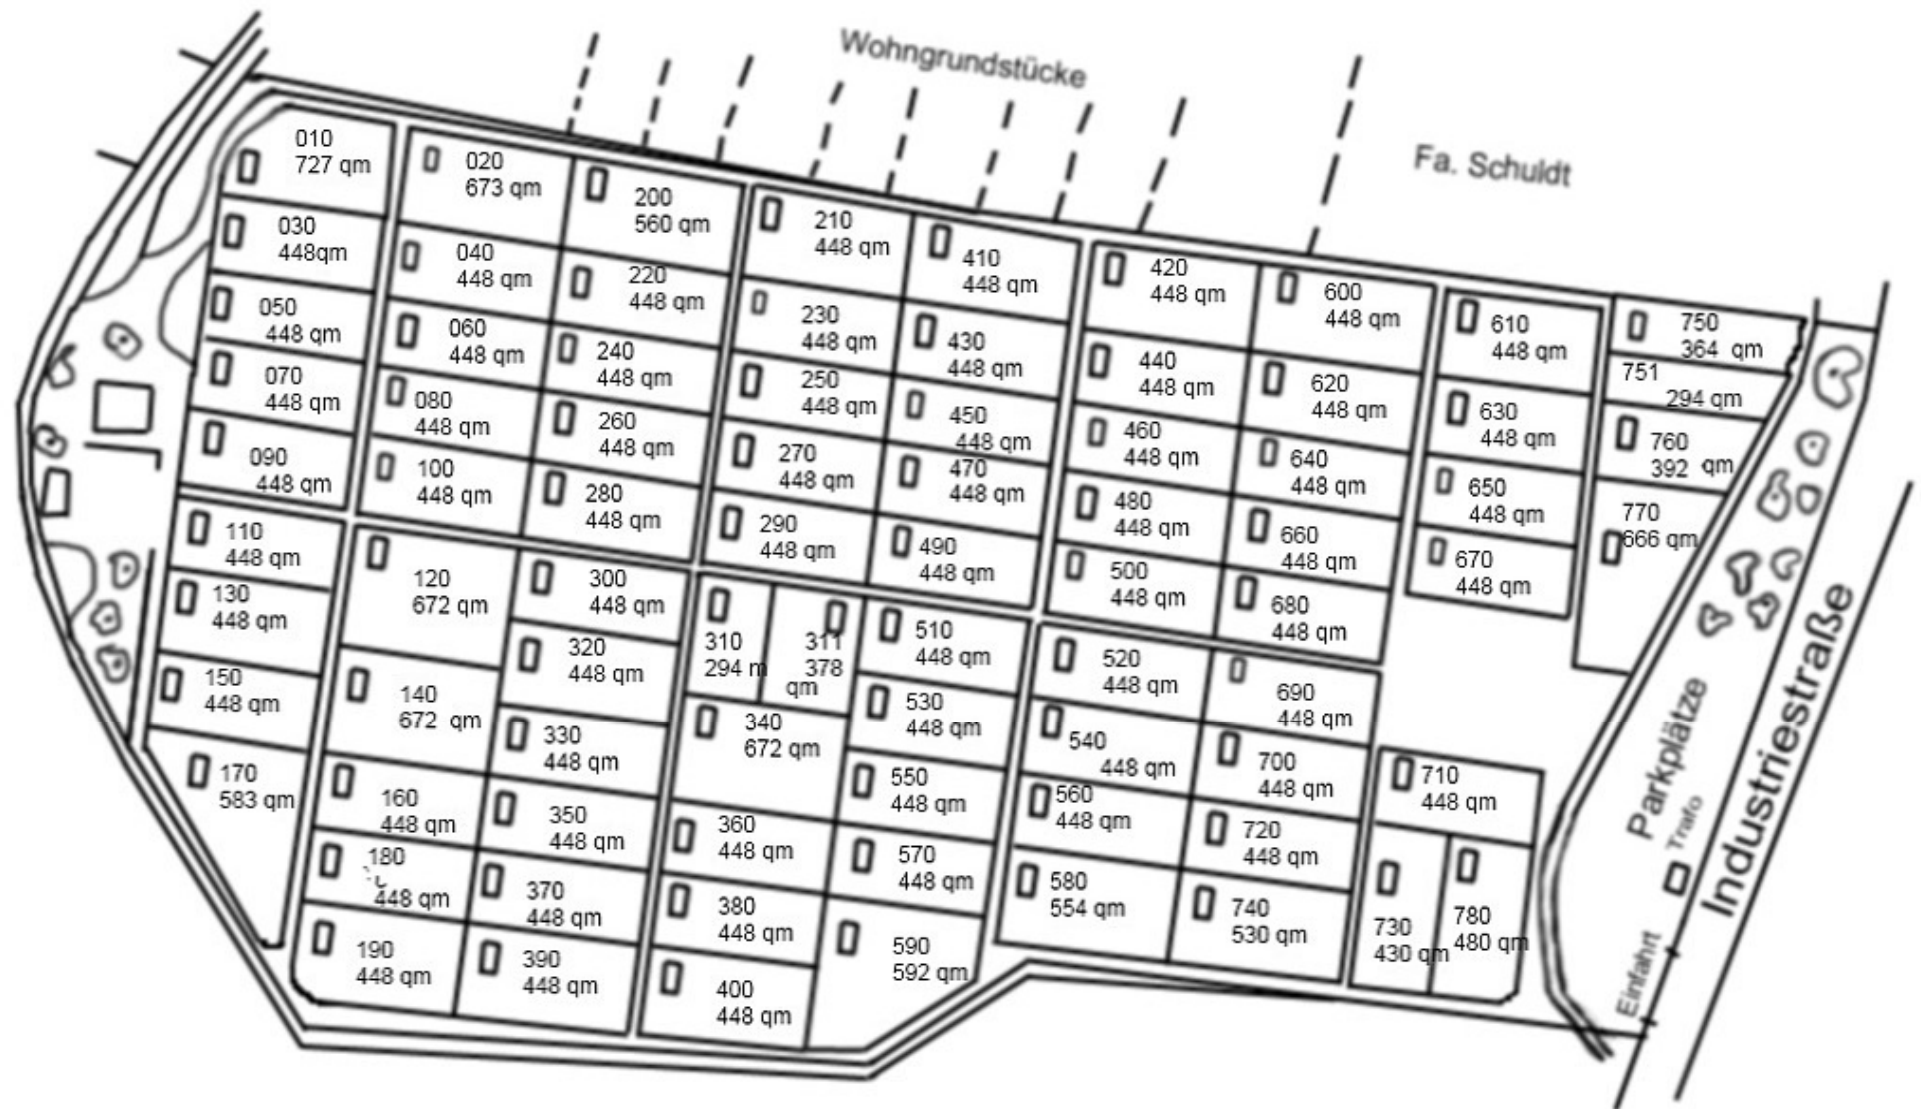 Wohngrundstücke
Fa. Schuldt
010
727 qm
020
673 qm
200
560 qm
210
448 qm
410
448 qm
420
448 qm
600
448 qm
610
448 qm
750
364 qm
751
294 qm
030
448qm
040
448 qm
220
448 qm
230
448 qm
430
448 qm
440
448 qm
620
448 qm
630
448 qm
760
392 qm
050
448 qm
060
448 qm
240
448 qm
250
448 qm
450
448 qm
460
448 qm
640
448 qm
650
448 qm
770
666 qm
070
448 qm
080
448 qm
260
448 qm
270
448 qm
470
448 qm
480
448 qm
660
448 qm
670
448 qm
090
448 qm
100
448 qm
280
448 qm
290
448 qm
490
448 qm
500
448 qm
680
448 qm
110
448 qm
120
672 qm
300
448 qm
310
294 m
311
378
qm
510
448 qm
520
448 qm
690
448 qm
130
448 qm
320
448 qm
530
448 qm
540
448 qm
700
448 qm
710
448 qm
150
448 qm
140
672 qm
330
448 qm
340
672 qm
550
448 qm
560
448 qm
720
448 qm
170
583 qm
160
448 qm
350
448 qm
360
448 qm
570
448 qm
580
554 qm
740
530 qm
730
430 qm
780
480 qm
180
448 qm
370
448 qm
380
448 qm
590
592 qm
190
448 qm
390
448 qm
400
448 qm
Parkplätze
Trafo
Industriestraße
Einfahrt